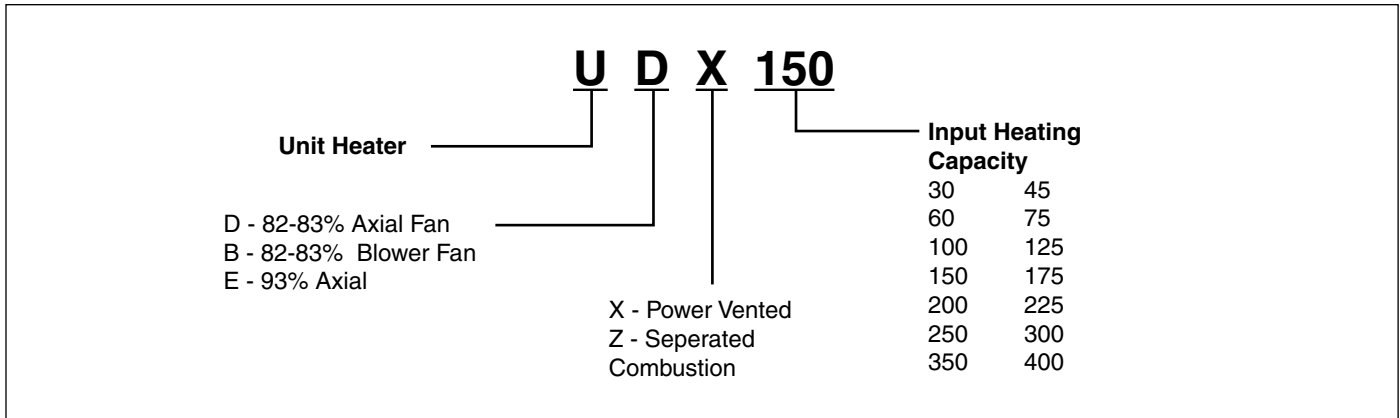 U D X 150
Unit Heater
D - 82-83% Axial Fan
B - 82-83% Blower Fan
E - 93% Axial
X - Power Vented
Z - Seperated
Combustion
Input Heating
Capacity
30 45
60 75
100 125
150 175
200 225
250 300
350 400